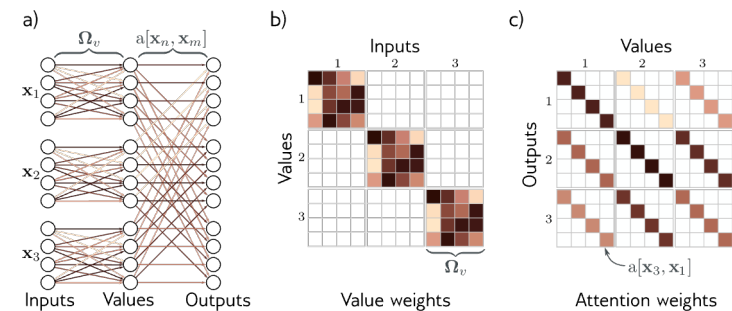 a)
Ωv
a[xn, xm]
x1
x2
x3
Inputs
Values
Outputs
b)
Inputs
1 2 3
Values
1
2
3
Ωv
Value weights
c)
Values
1 2 3
Outputs
1
2
3
a[x3, x1]
Attention weights